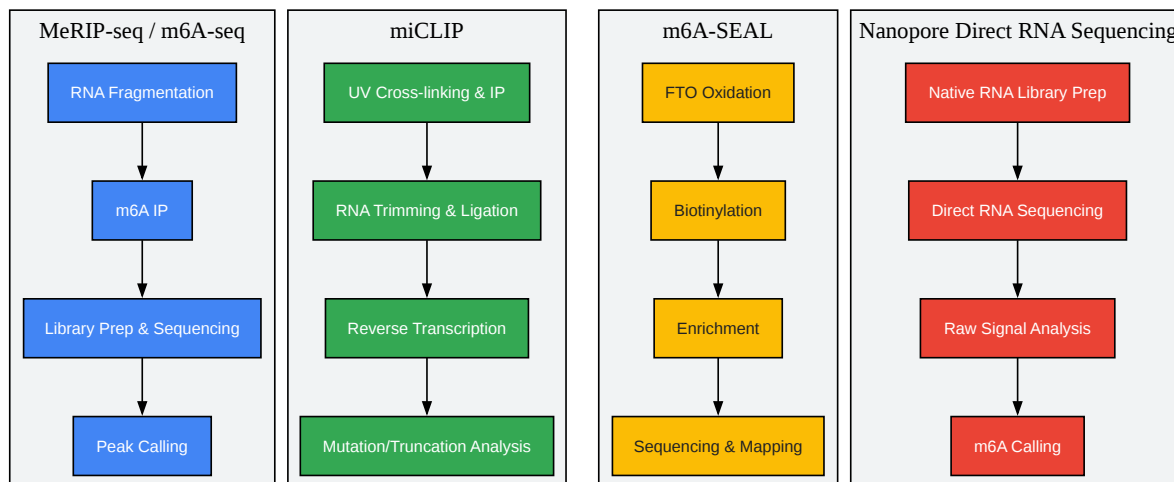 MeRIP-seq / m6A-seq
RNA Fragmentation
m6A IP
Library Prep & Sequencing
Peak Calling
miCLIP
UV Cross-linking & IP
RNA Trimming & Ligation
Reverse Transcription
Mutation/Truncation Analysis
m6A-SEAL
FTO Oxidation
Biotinylation
Enrichment
Sequencing & Mapping
Nanopore Direct RNA Sequencing
Native RNA Library Prep
Direct RNA Sequencing
Raw Signal Analysis
m6A Calling